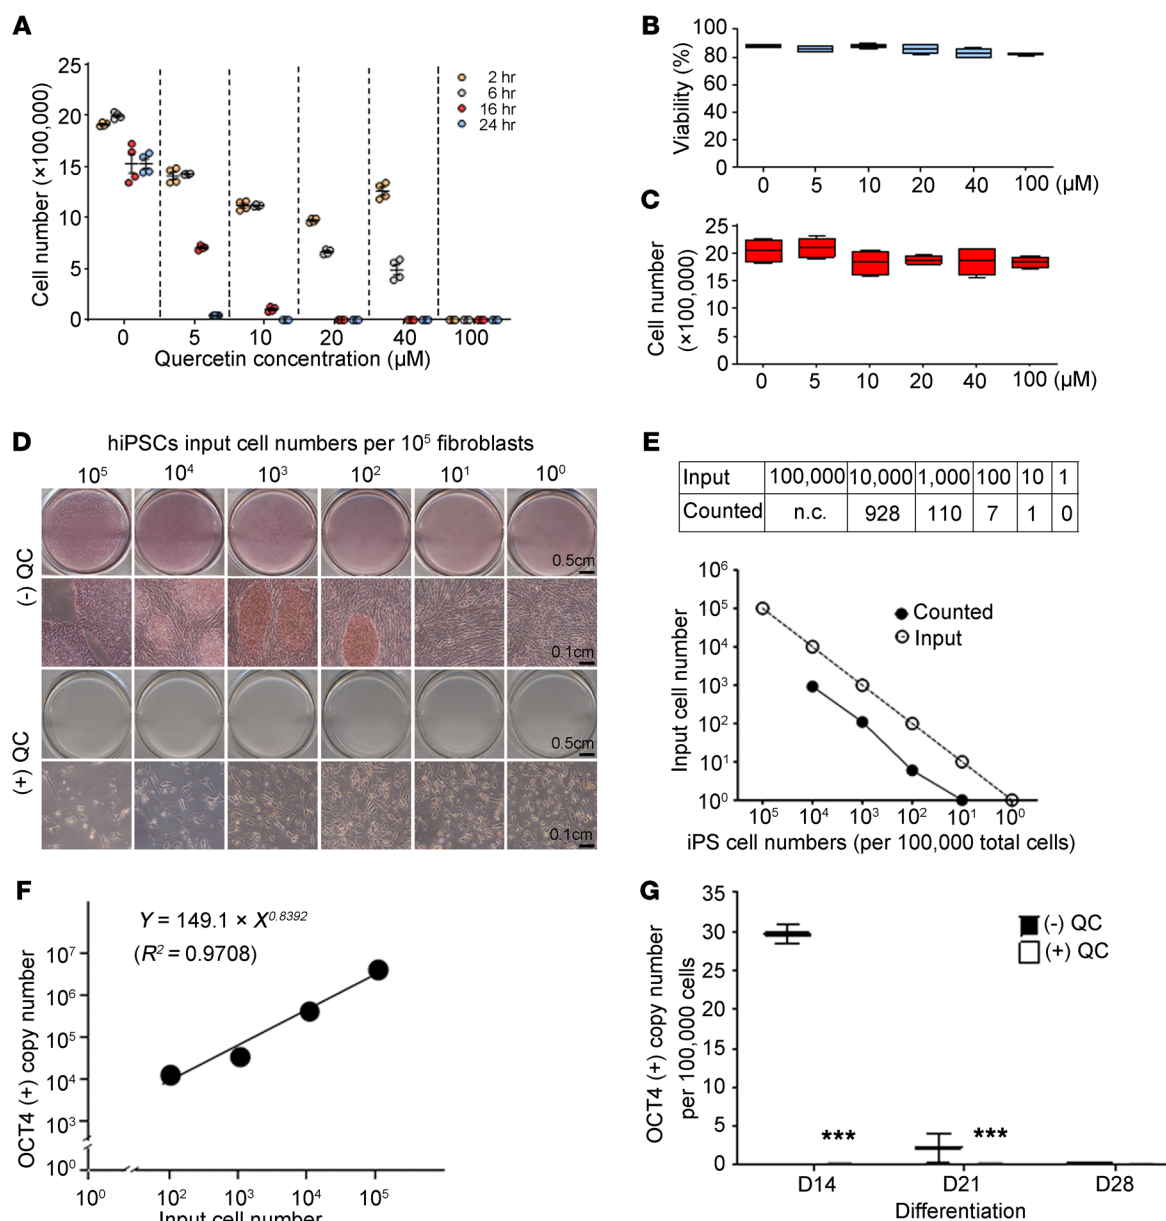 A
25
20
15
10
5
0
Cell number (×100,000)
2 hr
6 hr
16 hr
24 hr
0 5 10 20 40 100
Quercetin concentration (µM)
B
100
80
60
40
20
0
Viability (%)
0 5 10 20 40 100 (µM)
C
25
20
15
10
5
0
Cell number
(×100,000)
0 5 10 20 40 100 (µM)
D
hiPSCs input cell numbers per 10⁵ fibroblasts
10⁵ 10⁴ 10³ 10² 10¹ 10⁰
(-) QC
0.5cm
0.1cm
(+) QC
0.5cm
0.1cm
E
Input 100,000 10,000 1,000 100 10 1
Counted n.c. 928 110 7 1 0
10⁶
10⁵
10⁴
10³
10²
10¹
10⁰
Input cell number
Counted
Input
10⁵ 10⁴ 10³ 10² 10¹ 10⁰
iPS cell numbers (per 100,000 total cells)
F
Y = 149.1 × X^0.8392
(R² = 0.9708)
10⁷
10⁶
10⁵
10⁴
10³
10⁰
OCT4 (+) copy number
10⁰ 10² 10³ 10⁴ 10⁵
Input cell number
G
35
30
25
20
15
10
5
0
OCT4 (+) copy number
per 100,000 cells
(-) QC
(+) QC
*** ***
D14 D21 D28
Differentiation